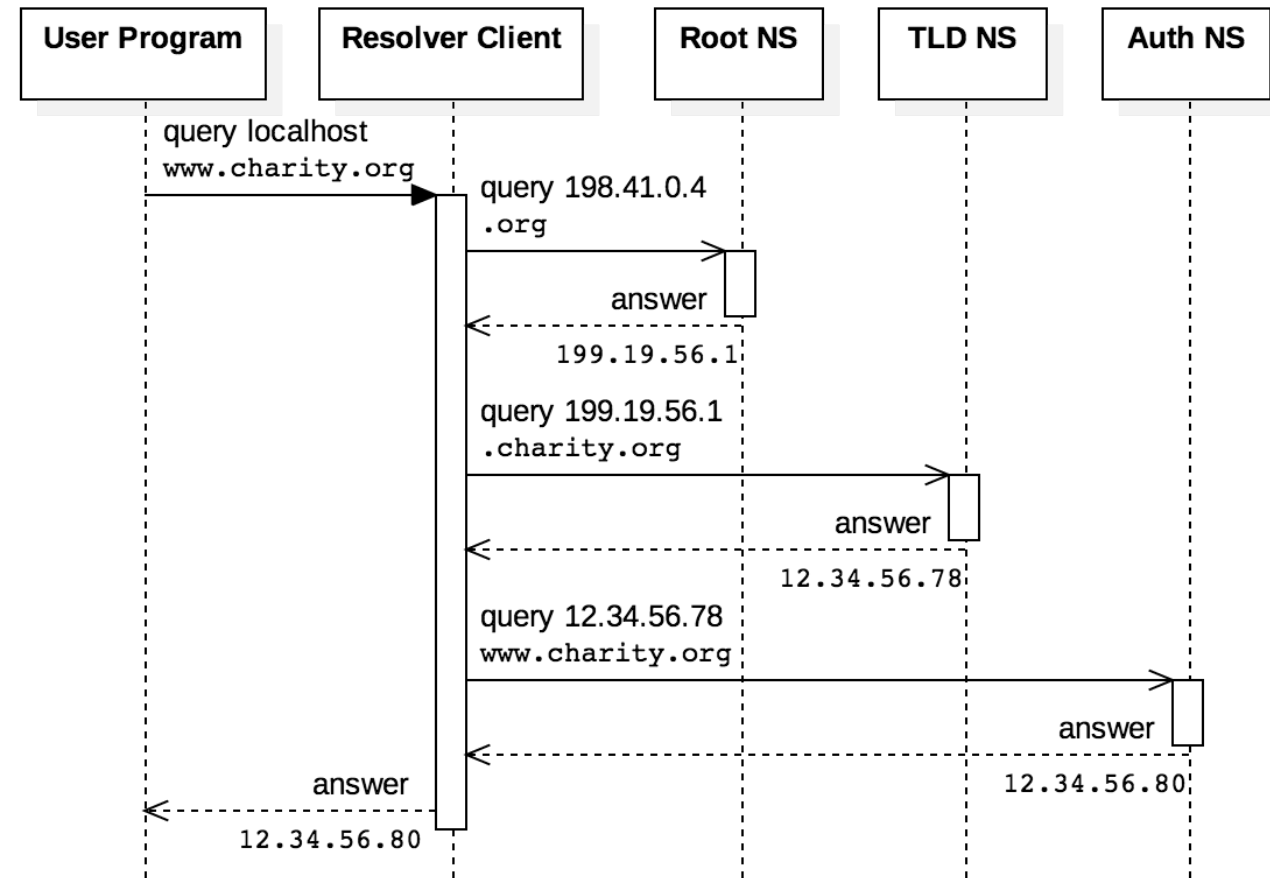 User Program
Resolver Client
Root NS
TLD NS
Auth NS
query localhost
www.charity.org
query 198.41.0.4
.org
answer
199.19.56.1
query 199.19.56.1
.charity.org
answer
12.34.56.78
query 12.34.56.78
www.charity.org
answer
12.34.56.80
answer
12.34.56.80